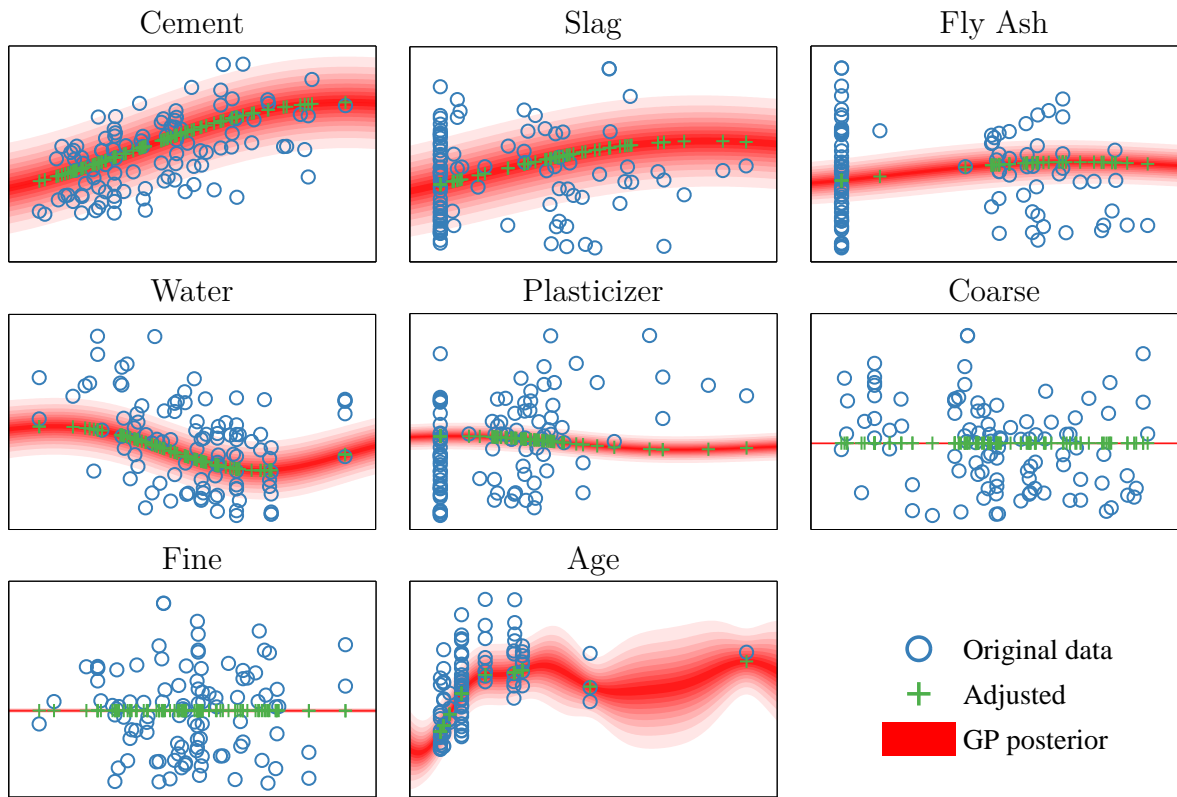 Cement
Slag
Fly Ash
Water
Plasticizer
Coarse
Fine
Age
Original data
Adjusted
GP posterior